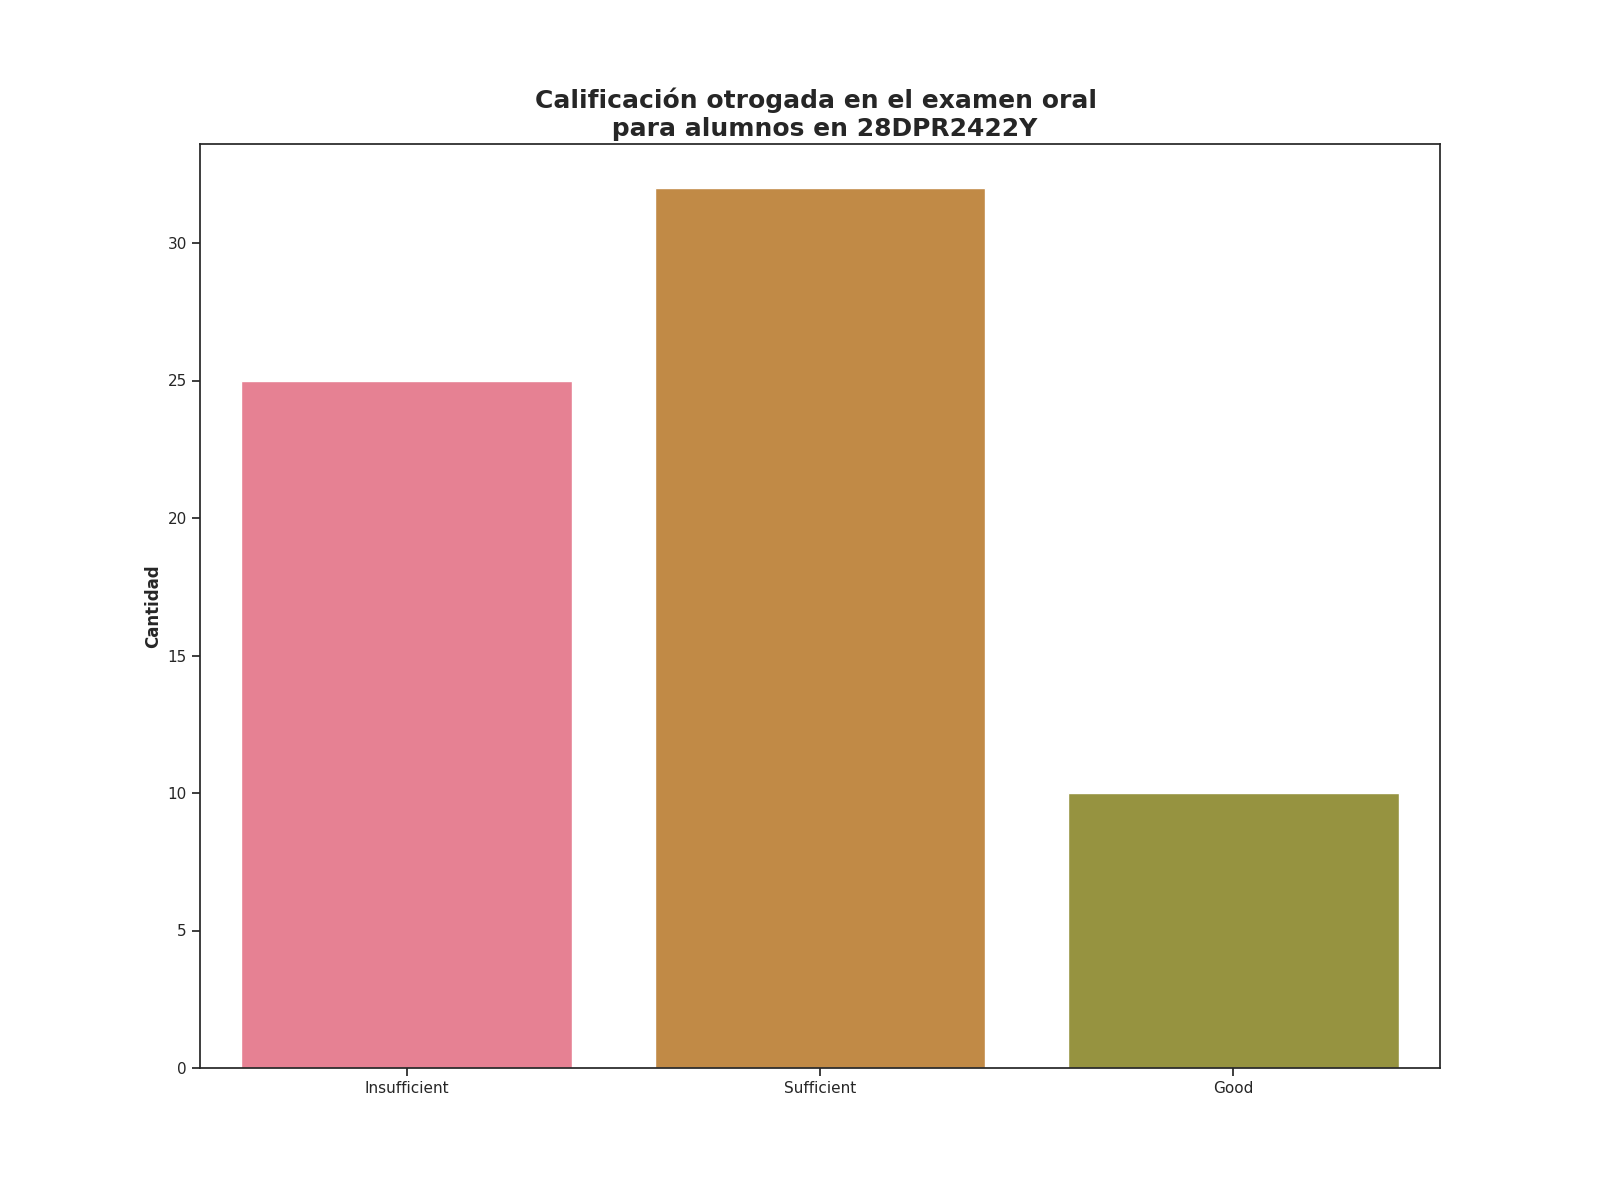 Calificación otrogada en el examen oral
para alumnos en 28DPR2422Y
30
25
20
15
10
5
0
Cantidad
Insufficient
Sufficient
Good